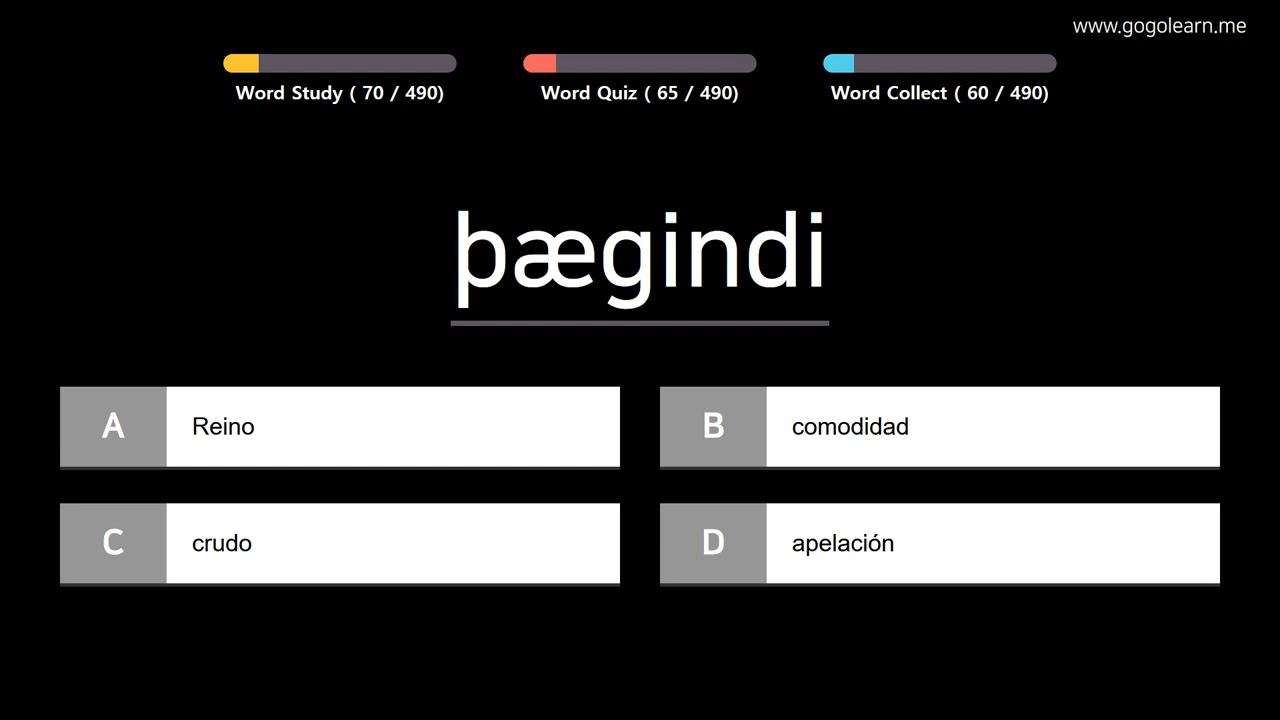 www.gogolearn.me
Word Study ( 70 / 490)
Word Quiz ( 65 / 490)
Word Collect ( 60 / 490)
þægindi
A Reino
B comodidad
C crudo
D apelación